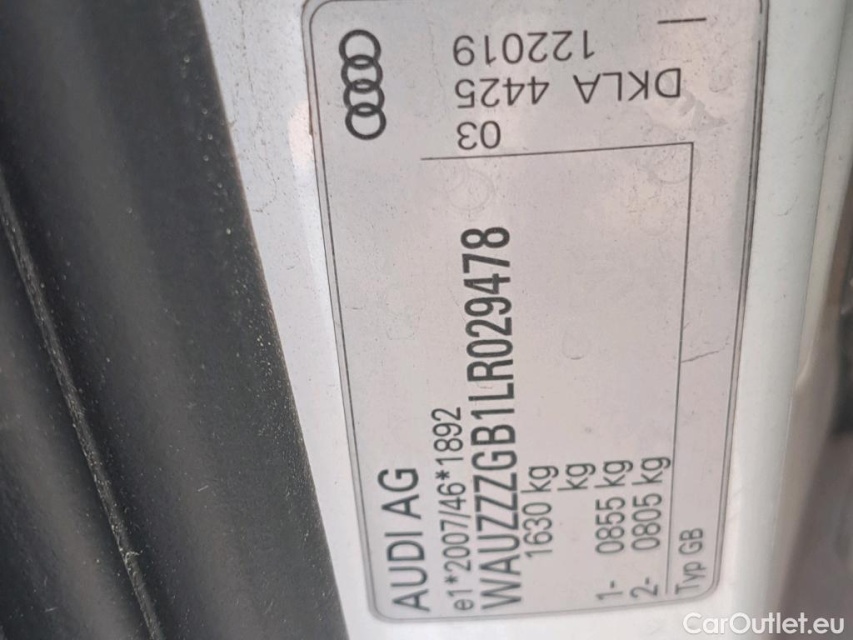 AUDI AG
e1*2007/46*1892
WAUZZZGB1LR029478
1630 kg
kg
1- 0855 kg
2- 0805 kg
Typ GB
03
DKLA 4425
122019
CarOutlet.eu